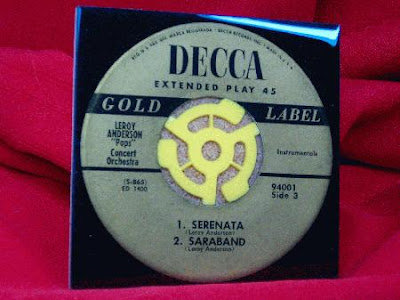 DECCA
EXTENDED PLAY 45
GOLD LABEL
LEROY
ANDERSON
"Pops"
Concert
Orchestra
Instrumentals
(S-865)
ED 1400
94001
Side 3
1. SERENATA
(Leroy Anderson)
2. SARABAND
(Leroy Anderson)